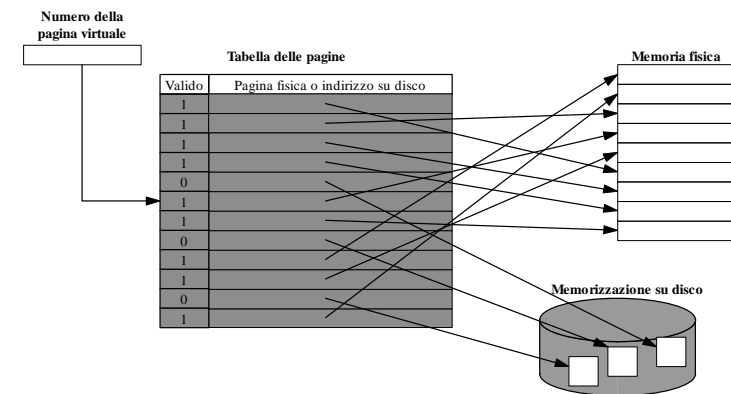 Numero della
pagina virtuale
Tabella delle pagine
Memoria fisica
Valido Pagina fisica o indirizzo su disco
1
1
1
1
0
1
1
0
1
1
0
1
Memorizzazione su disco